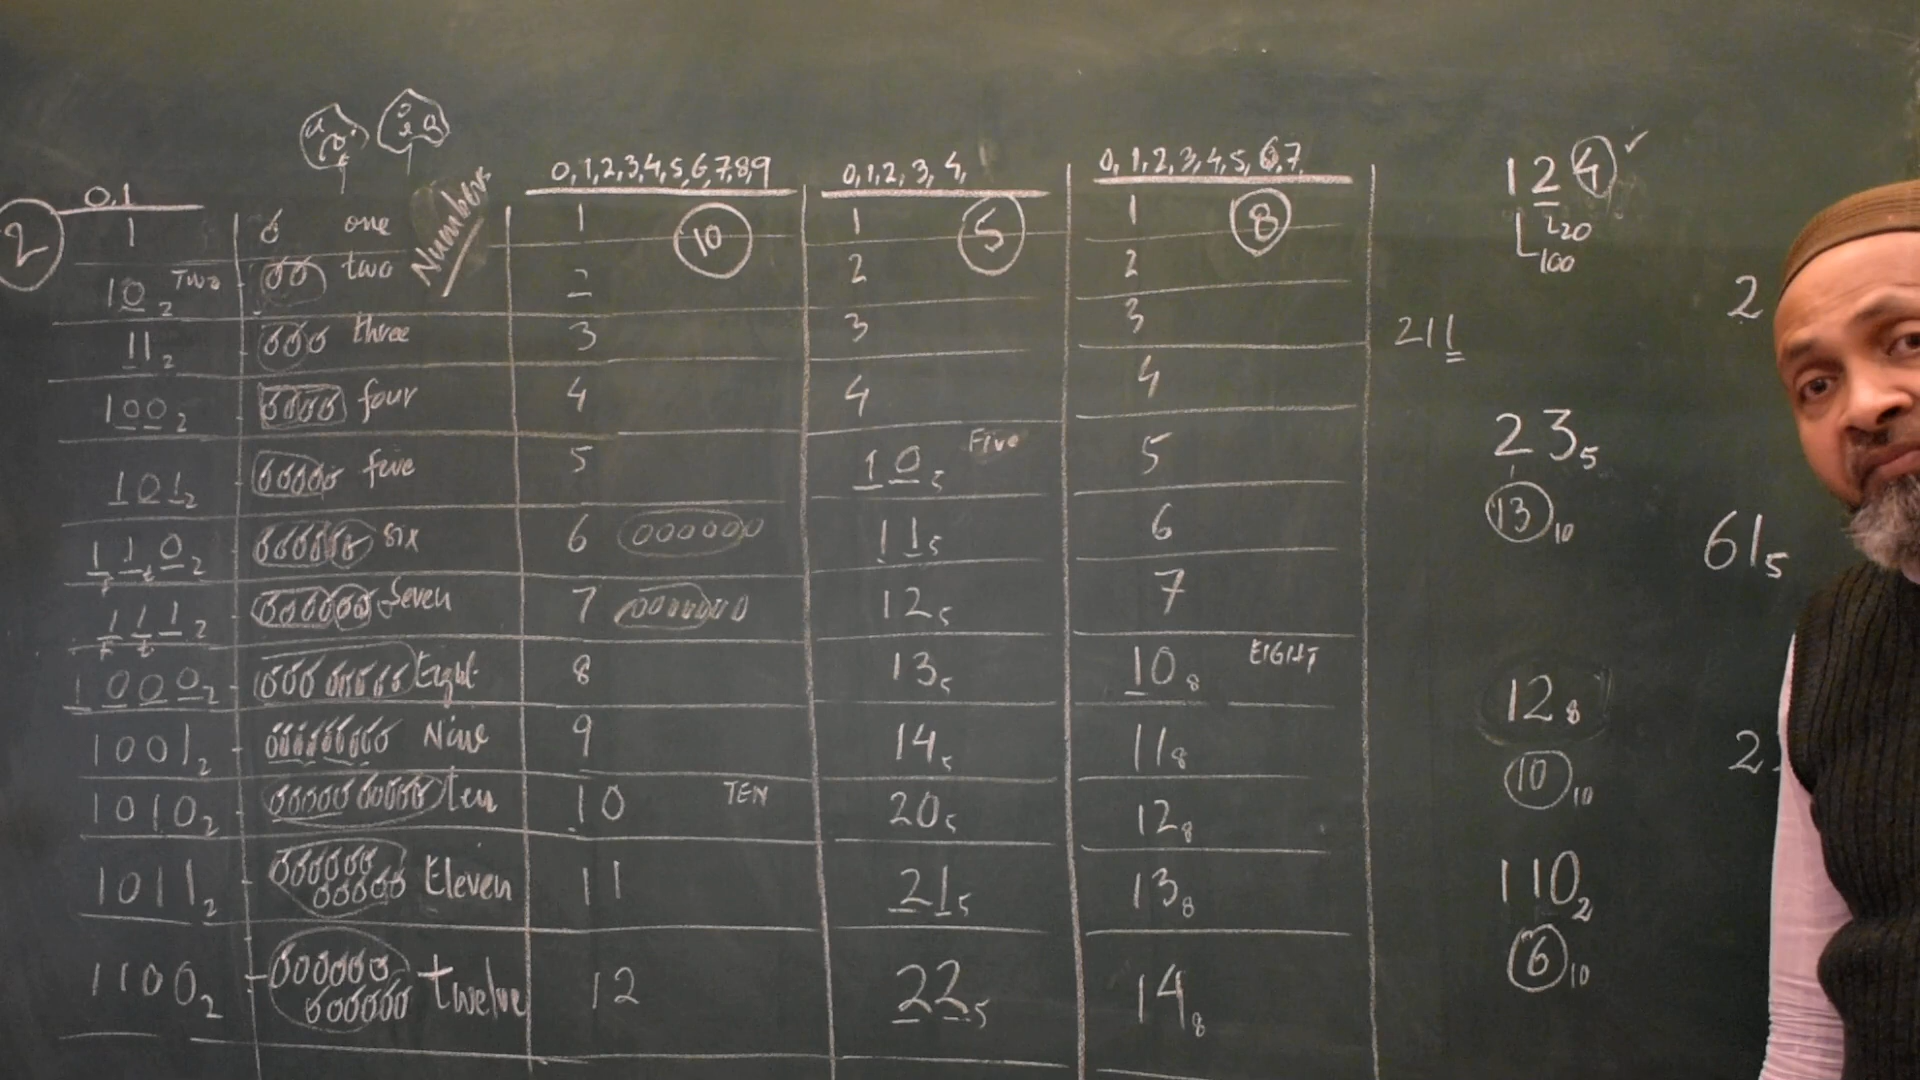 0,1
2
Numbers
0,1,2,3,4,5,6,7,8,9
10
0,1,2,3,4,
5
0,1,2,3,4,5,6,7,
8
1 one 1 1 1
10₂ Two two 2 2 2
11₂ three 3 3 3
100₂ four 4 4 4
101₂ five 5 10₅ Five 5
110₂ six 6 11₅ 6
111₂ Seven 7 12₅ 7
1000₂ Eight 8 13₅ 10₈ EIGHT
1001₂ Nine 9 14₅ 11₈
1010₂ ten 10 TEN 20₅ 12₈
1011₂ Eleven 11 21₅ 13₈
1100₂ twelve 12 22₅ 14₈
124 ✓
20
100
211
23₅
13₁₀
12₈
10₁₀
110₂
6₁₀
2
61₅
2